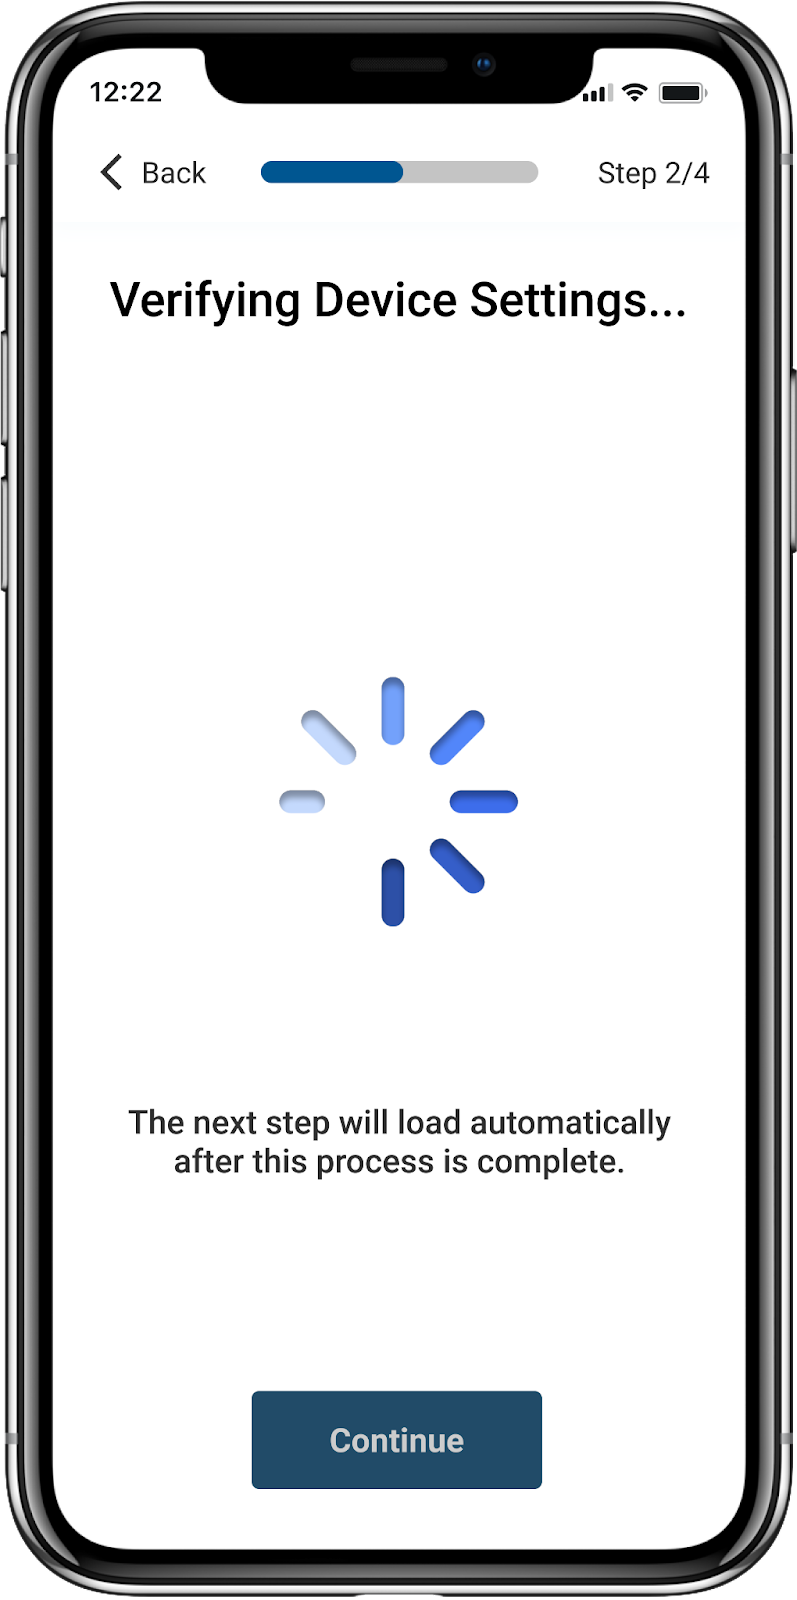 12:22
Back
Step 2/4
Verifying Device Settings...
The next step will load automatically
after this process is complete.
Continue